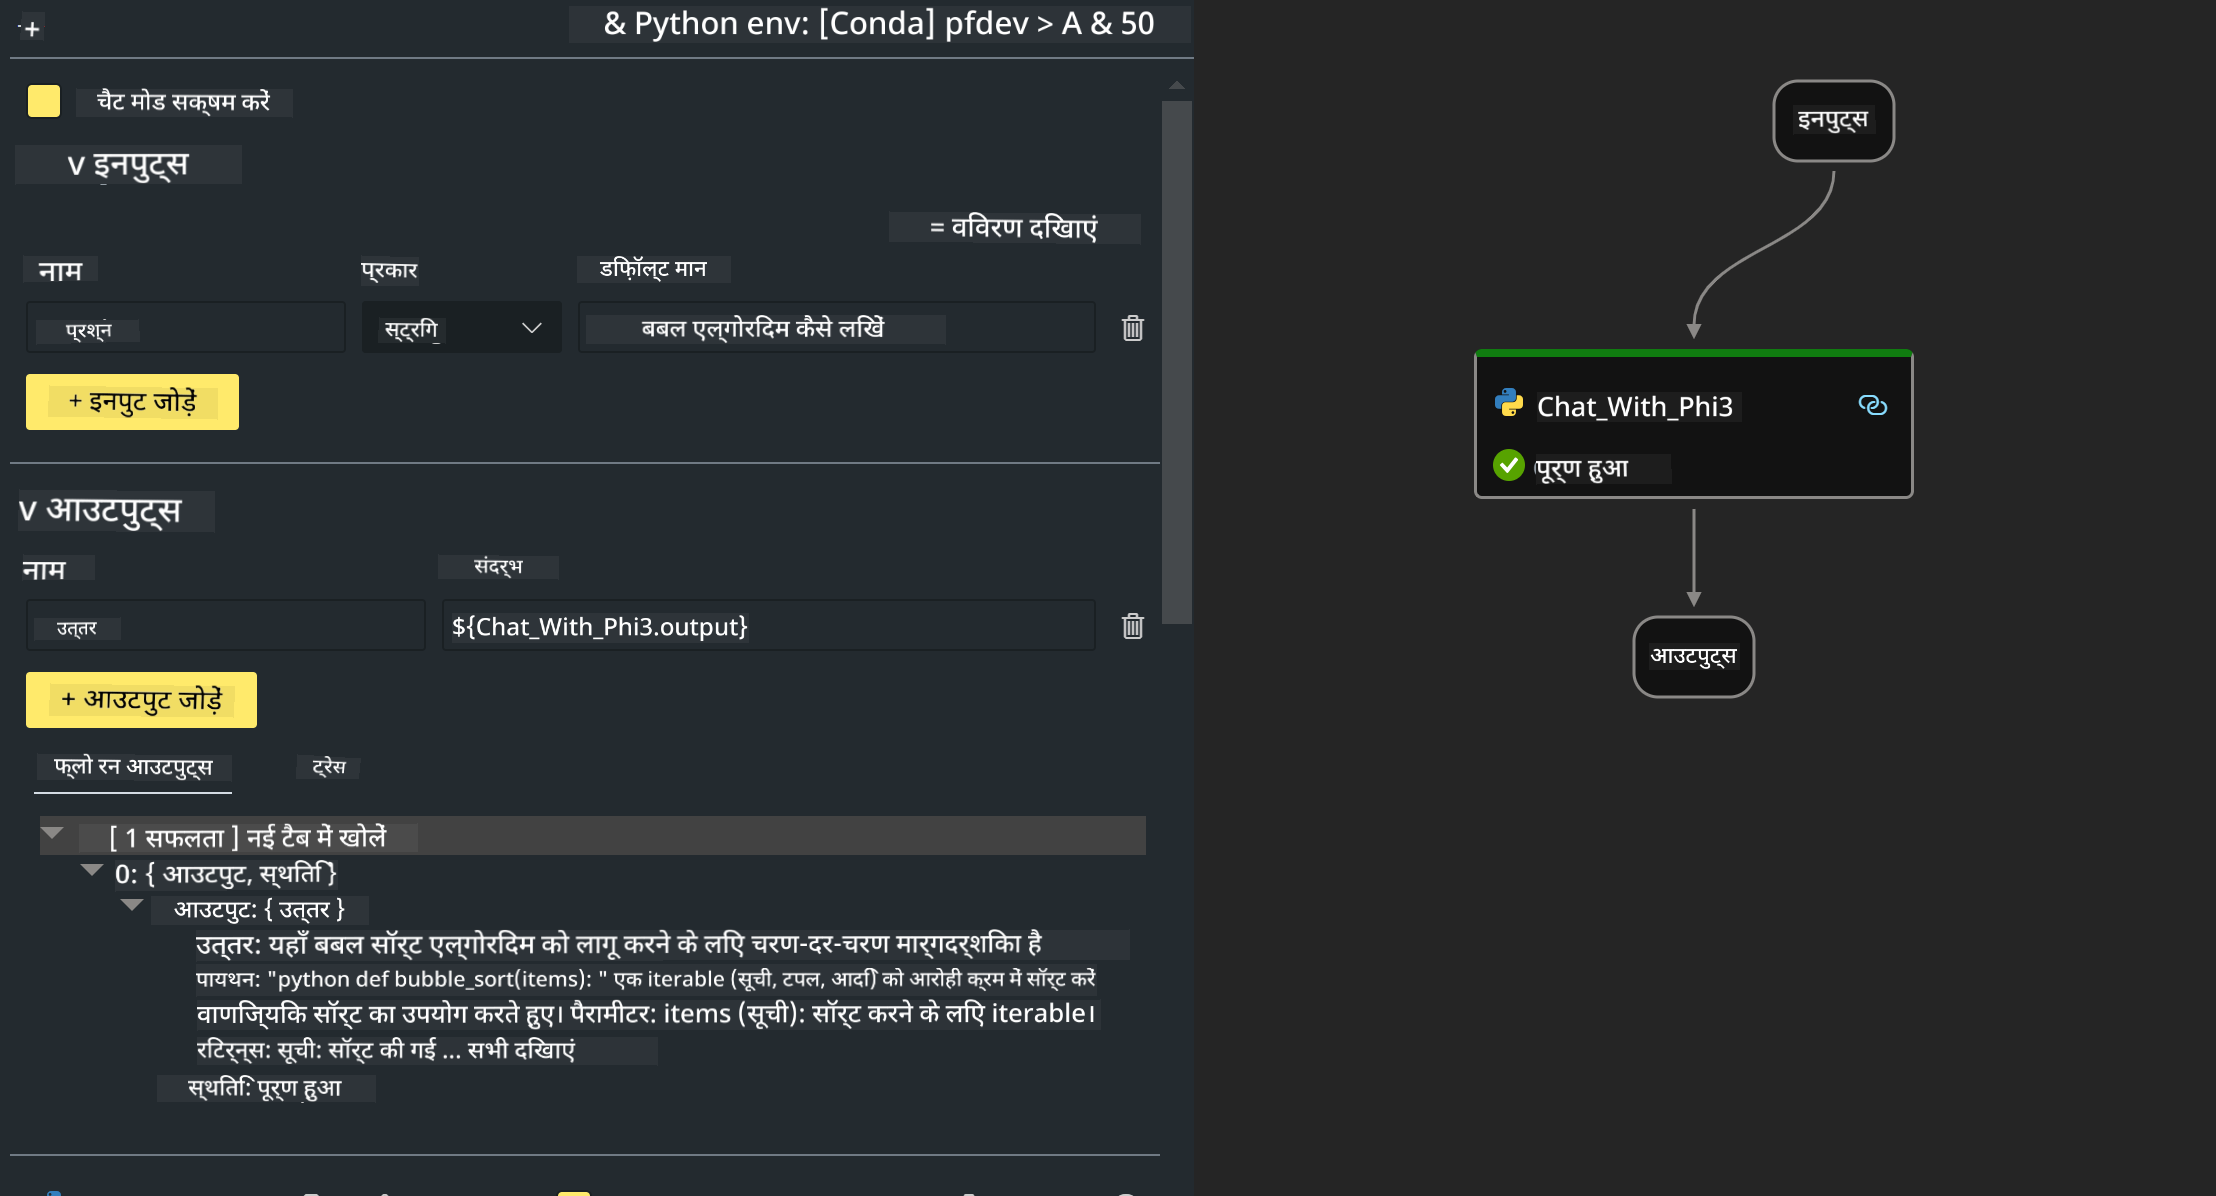 + & Python env: [Conda] pfdev > A & 50
चैट मोड सक्षम करें
v इनपुट्स
= विवरण दिखाएं
नाम प्रकार डिफ़ॉल्ट मान
प्रश्न स्ट्रिंग बबल एल्गोरिदम कैसे लिखें
+ इनपुट जोड़ें
v आउटपुट्स
नाम संदर्भ
उत्तर ${Chat_With_Phi3.output}
+ आउटपुट जोड़ें
फ्लो रन आउटपुट्स ट्रेस
[ 1 सफलता ] नई टैब में खोलें
0: { आउटपुट, स्थिति }
आउटपुट: { उत्तर }
उत्तर: यहाँ बबल सॉर्ट एल्गोरिदम को लागू करने के लिए चरण-दर-चरण मार्गदर्शिका है
पायथन: "python def bubble_sort(items): " एक iterable (सूची, टपल, आदि) को आरोही क्रम में सॉर्ट करें
वाणिज्यिक सॉर्ट का उपयोग करते हुए। पैरामीटर: items (सूची): सॉर्ट करने के लिए iterable।
रिटर्न्स: सूची: सॉर्ट की गई ... सभी दिखाएं
स्थिति: पूर्ण हुआ
इनपुट्स
Chat_With_Phi3
पूर्ण हुआ
आउटपुट्स